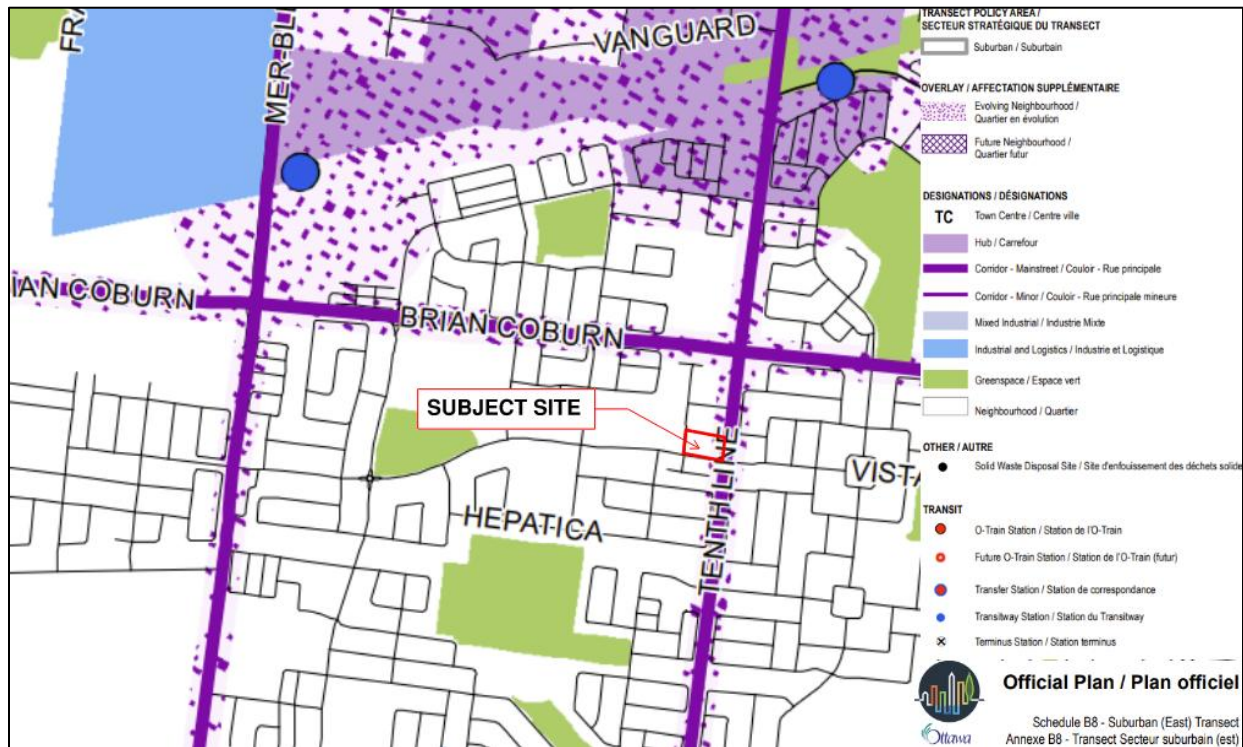 FRA
MER-BLE
VANGUARD
IAN COBURN
BRIAN COBURN
SUBJECT SITE
TENTH LINE
VISTA
HEPATICA
TRANSECT POLICY AREA /
SECTEUR STRATÉGIQUE DU TRANSECT
Suburban / Suburbain
OVERLAY / AFFECTATION SUPPLÉMENTAIRE
Evolving Neighbourhood /
Quartier en évolution
Future Neighbourhood /
Quartier futur
DESIGNATIONS / DÉSIGNATIONS
TC Town Centre / Centre ville
Hub / Carrefour
Corridor - Mainstreet / Couloir - Rue principale
Corridor - Minor / Couloir - Rue principale mineure
Mixed Industrial / Industrie Mixte
Industrial and Logistics / Industrie et Logistique
Greenspace / Espace vert
Neighbourhood / Quartier
OTHER / AUTRE
Solid Waste Disposal Site / Site d'enfouissement des déchets solide
TRANSIT
O-Train Station / Station de l'O-Train
Future O-Train Station / Station de l'O-Train (futur)
Transfer Station / Station de correspondance
Transitway Station / Station du Transitway
Terminus Station / Station terminus
Official Plan / Plan officiel
Schedule B8 - Suburban (East) Transect
Annexe B8 - Transect Secteur suburbain (est)
Ottawa